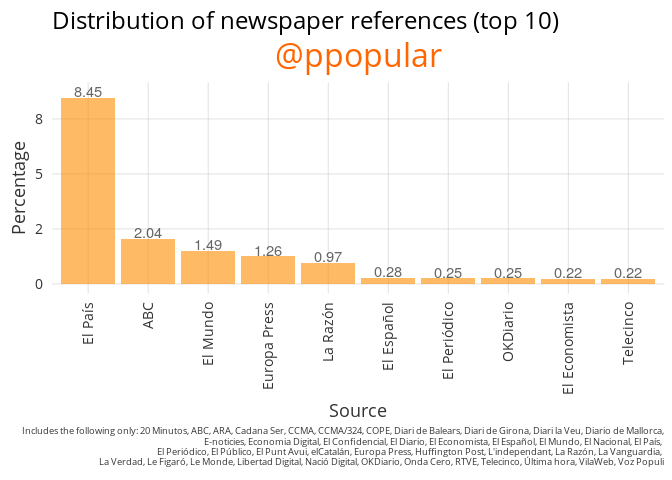 Distribution of newspaper references (top 10)
@ppopular
8.45
2.04
1.49
1.26
0.97
0.28
0.25
0.25
0.22
0.22
Percentage
8
5
2
0
El País
ABC
El Mundo
Europa Press
La Razón
El Español
El Periódico
OKDiario
El Economista
Telecinco
Source
Includes the following only: 20 Minutos, ABC, ARA, Cadana Ser, CCMA, CCMA/324, COPE, Diari de Balears, Diari de Girona, Diari la Veu, Diario de Mallorca,
E-noticies, Economia Digital, El Confidencial, El Diario, El Economista, El Español, El Mundo, El Nacional, El País,
El Periódico, El Público, El Punt Avui, elCatalán, Europa Press, Huffington Post, L'independant, La Razón, La Vanguardia,
La Verdad, Le Figaró, Le Monde, Libertad Digital, Nació Digital, OKDiario, Onda Cero, RTVE, Telecinco, Última hora, VilaWeb, Voz Populi